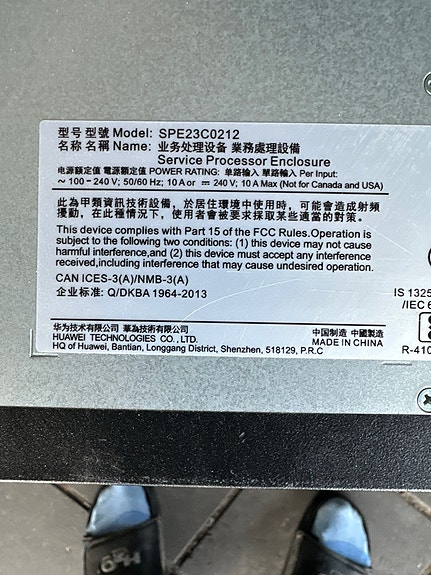 型号 型號 Model: SPE23C0212
名称 名稱 Name: 业务处理设备 業務處理設備
Service Processor Enclosure
电源额定值 電源額定值 POWER RATING: 单路输入 單路輸入 Per Input:
~ 100-240V; 50/60Hz; 10A or ⎓ 240V; 10A Max (Not for Canada and USA)
此為甲類資訊技術設備，於居住環境中使用時，可能會造成射頻
擾動，在此種情況下，使用者會被要求採取某些適當的對策。
This device complies with Part 15 of the FCC Rules.Operation is
subject to the following two conditions: (1) this device may not cause
harmful interference,and (2) this device must accept any interference
received,including interference that may cause undesired operation.
CAN ICES-3(A)/NMB-3(A)
企业标准: Q/DKBA 1964-2013
IS 1325
/IEC 6
R-410
华为技术有限公司 華為技術有限公司
HUAWEI TECHNOLOGIES CO.,LTD.
HQ of Huawei, Bantian, Longgang District, Shenzhen, 518129, P.R.C
中国制造 中國製造
MADE IN CHINA